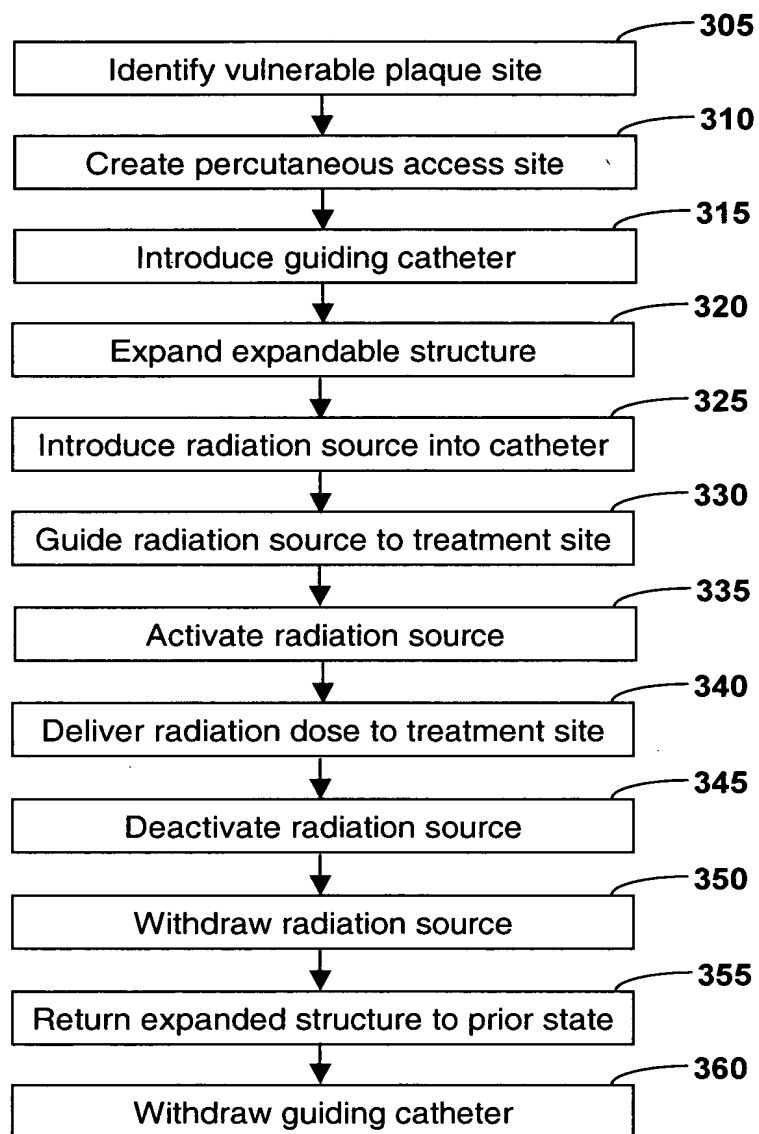 305
Identify vulnerable plaque site
310
Create percutaneous access site
315
Introduce guiding catheter
320
Expand expandable structure
325
Introduce radiation source into catheter
330
Guide radiation source to treatment site
335
Activate radiation source
340
Deliver radiation dose to treatment site
345
Deactivate radiation source
350
Withdraw radiation source
355
Return expanded structure to prior state
360
Withdraw guiding catheter